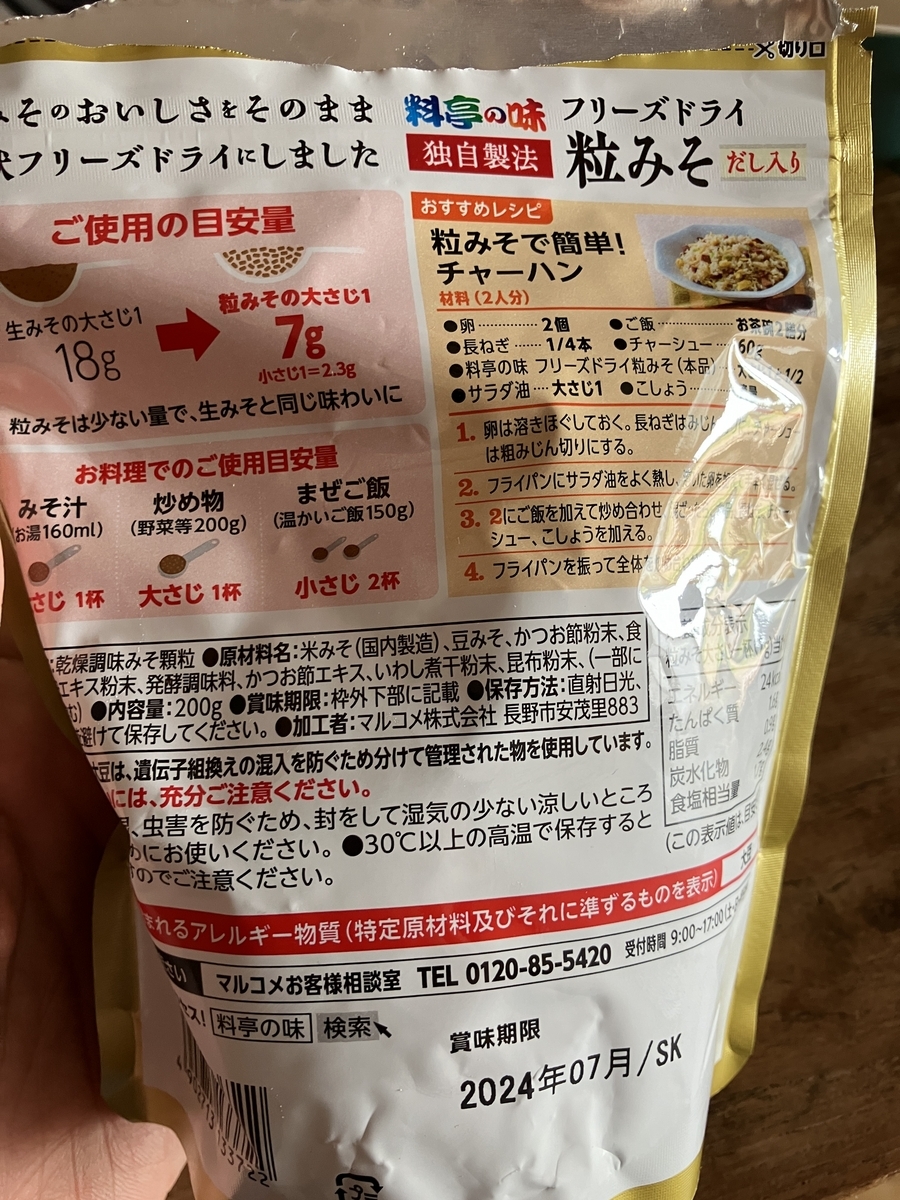 切り口
みそのおいしさをそのまま
フリーズドライにしました
料亭の味 フリーズドライ
独自製法 粒みそ だし入り
ご使用の目安量
生みその大さじ1
18g
粒みその大さじ1
7g
小さじ1=2.3g
粒みそは少ない量で、生みそと同じ味わいに
お料理でのご使用目安量
みそ汁
(お湯160ml)
さじ 1杯
炒め物
(野菜等200g)
大さじ 1杯
まぜご飯
(温かいご飯150g)
小さじ 2杯
おすすめレシピ
粒みそで簡単!
チャーハン
材料(2人分)
●卵 2個 ●ご飯 お茶碗2膳分
●長ねぎ 1/4本 ●チャーシュー 60g
●料亭の味 フリーズドライ粒みそ(本品) 1/2
●サラダ油 大さじ1 ●こしょう
1. 卵は溶きほぐしておく。長ねぎはみじん
は粗みじん切りにする。
2. フライパンにサラダ油をよく熱し、
3. 2にご飯を加えて炒め合わせ
シュー、こしょうを加える。
4. フライパンを振って全体を
:乾燥調味みそ顆粒 ●原材料名:米みそ(国内製造)、豆みそ、かつお節粉末、食
エキス粉末、発酵調味料、かつお節エキス、いわし煮干粉末、昆布粉末、(一部に
む) ●内容量:200g ●賞味期限:枠外下部に記載 ●保存方法:直射日光、
避けて保存してください。 ●加工者:マルコメ株式会社 長野市安茂里883
大豆は、遺伝子組換えの混入を防ぐため分けて管理された物を使用しています。
には、充分ご注意ください。
、虫害を防ぐため、封をして湿気の少ない涼しいところ
にお使いください。 ●30℃以上の高温で保存すると
のでご注意ください。
エネルギー 24kcal
たんぱく質
脂質
炭水化物
食塩相当量
(この表示値は、目安
まれるアレルギー物質(特定原材料及びそれに準ずるものを表示)
さい マルコメお客様相談室 TEL 0120-85-5420 受付時間 9:00~17:00
セス! 料亭の味 検索
賞味期限
2024年07月/SK